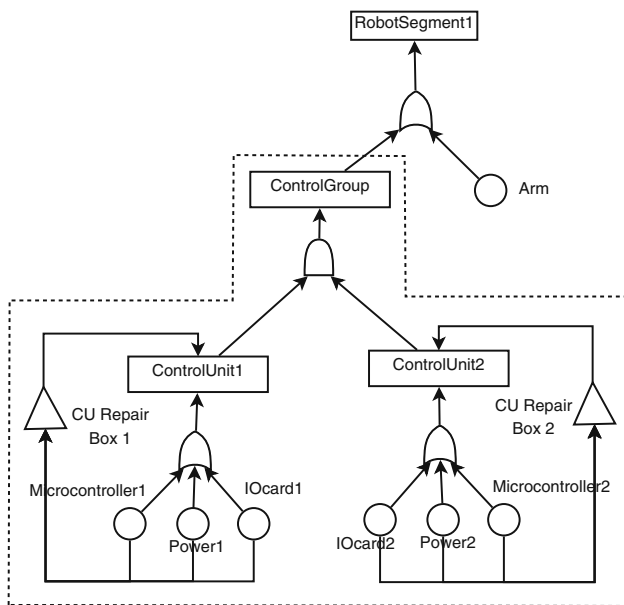 RobotSegment1
ControlGroup
Arm
ControlUnit1
ControlUnit2
CU Repair
Box 1
CU Repair
Box 2
Microcontroller1
IOcard1
Power1
Microcontroller2
IOcard2
Power2